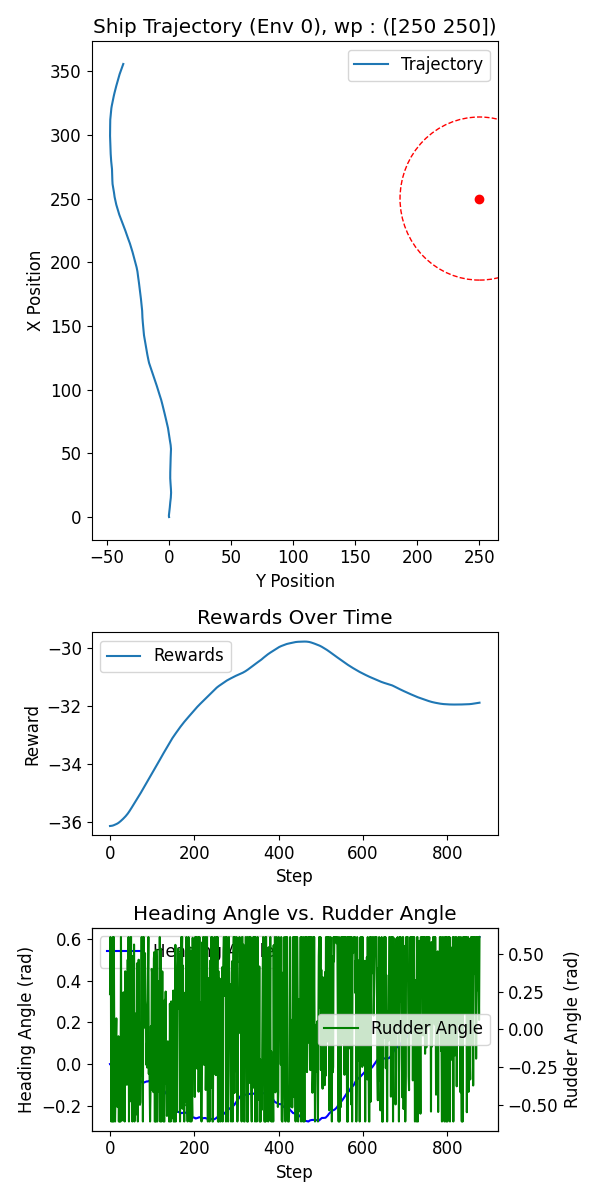 Ship Trajectory (Env 0), wp : ([250 250])
Trajectory
350
300
250
200
150
100
50
0
X Position
−50 0 50 100 150 200 250
Y Position
Rewards Over Time
Rewards
−30
−32
−34
−36
Reward
0 200 400 600 800
Step
Heading Angle vs. Rudder Angle
Rudder Angle
0.6
0.4
0.2
0.0
−0.2
Heading Angle (rad)
0.50
0.25
0.00
−0.25
−0.50
Rudder Angle (rad)
0 200 400 600 800
Step